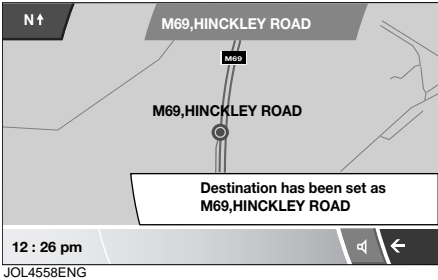 N↑
M69,HINCKLEY ROAD
M69
M69,HINCKLEY ROAD
Destination has been set as
M69,HINCKLEY ROAD
12 : 26 pm
JOL4558ENG